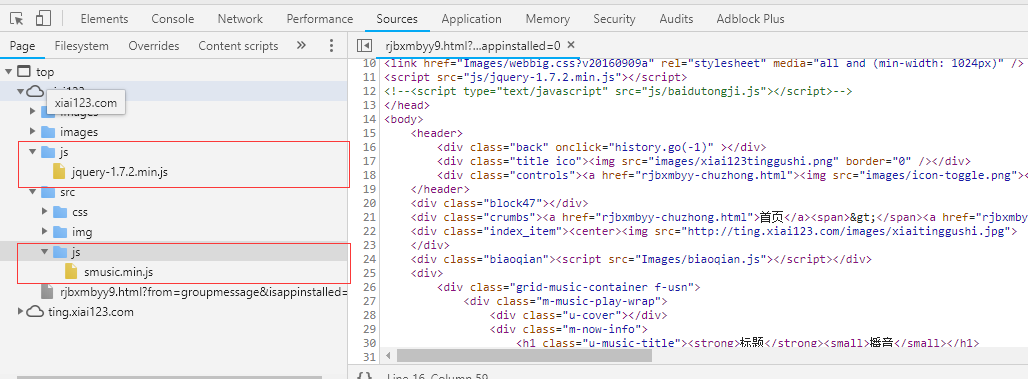 Elements Console Network Performance Sources Application Memory Security Audits Adblock Plus
Page Filesystem Overrides Content scripts »
rjbxmbyy9.html?…appinstalled=0 ×
top
xiai123.com
images
js
jquery-1.7.2.min.js
src
css
img
js
smusic.min.js
rjbxmbyy9.html?from=groupmessage&isappinstalled=
ting.xiai123.com
10 <link href="Images/webbig.css?v20160909a" rel="stylesheet" media="all and (min-width: 1024px)" />
11 <script src="js/jquery-1.7.2.min.js"></script>
12 <!--<script type="text/javascript" src="js/baidutongji.js"></script>-->
13 </head>
14 <body>
15 <header>
16 <div class="back" onclick="history.go(-1)" ></div>
17 <div class="title ico"><img src="images/xiai123tinggushi.png" border="0" /></div>
18 <div class="controls"><a href="rjbxmbyy-chuzhong.html"><img src="images/icon-toggle.png"><
19 </header>
20 <div class="block47"></div>
21 <div class="crumbs"><a href="rjbxmbyy-chuzhong.html">首页</a><span>&gt;</span><a href="rjbxmby
22 <div class="index_item"><center><img src="http://ting.xiai123.com/images/xiaitinggushi.jpg">
23 </div>
24 <div class="biaoqian"><script src="Images/biaoqian.js"></script></div>
25 <div>
26 <div class="grid-music-container f-usn">
27 <div class="m-music-play-wrap">
28 <div class="u-cover"></div>
29 <div class="m-now-info">
30 <h1 class="u-music-title"><strong>标题</strong><small>播音</small></h1>
31
{} Line 16, Column 59